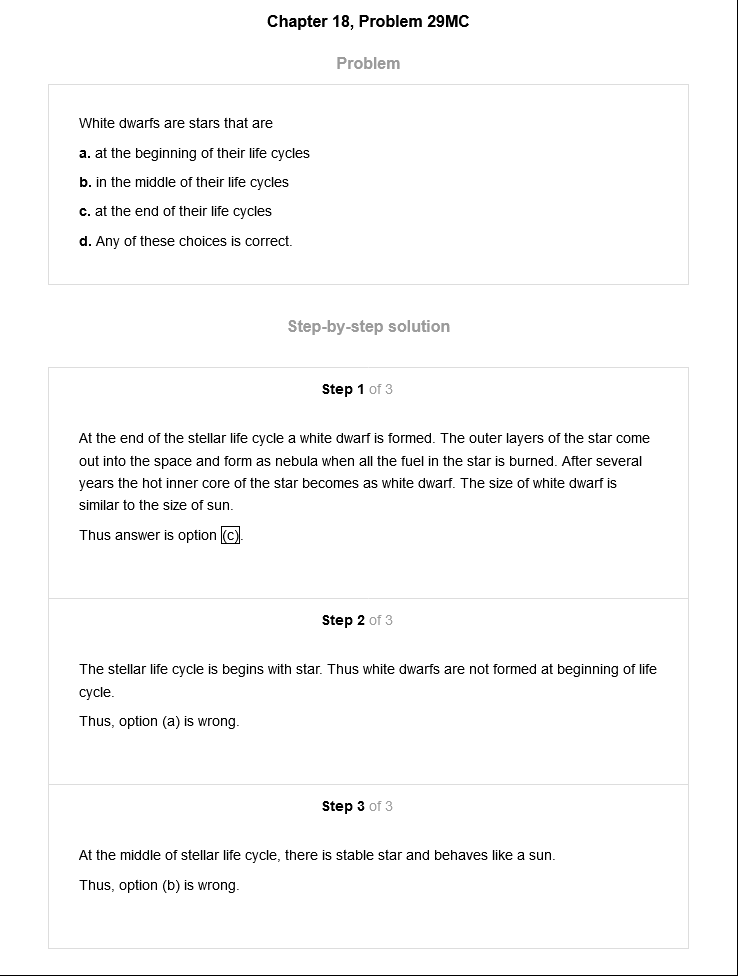 Chapter 18, Problem 29MC
Problem
White dwarfs are stars that are
a. at the beginning of their life cycles
b. in the middle of their life cycles
c. at the end of their life cycles
d. Any of these choices is correct.
Step-by-step solution
Step 1 of 3
At the end of the stellar life cycle a white dwarf is formed. The outer layers of the star come
out into the space and form as nebula when all the fuel in the star is burned. After several
years the hot inner core of the star becomes as white dwarf. The size of white dwarf is
similar to the size of sun.
Thus answer is option (c).
Step 2 of 3
The stellar life cycle is begins with star. Thus white dwarfs are not formed at beginning of life
cycle.
Thus, option (a) is wrong.
Step 3 of 3
At the middle of stellar life cycle, there is stable star and behaves like a sun.
Thus, option (b) is wrong.